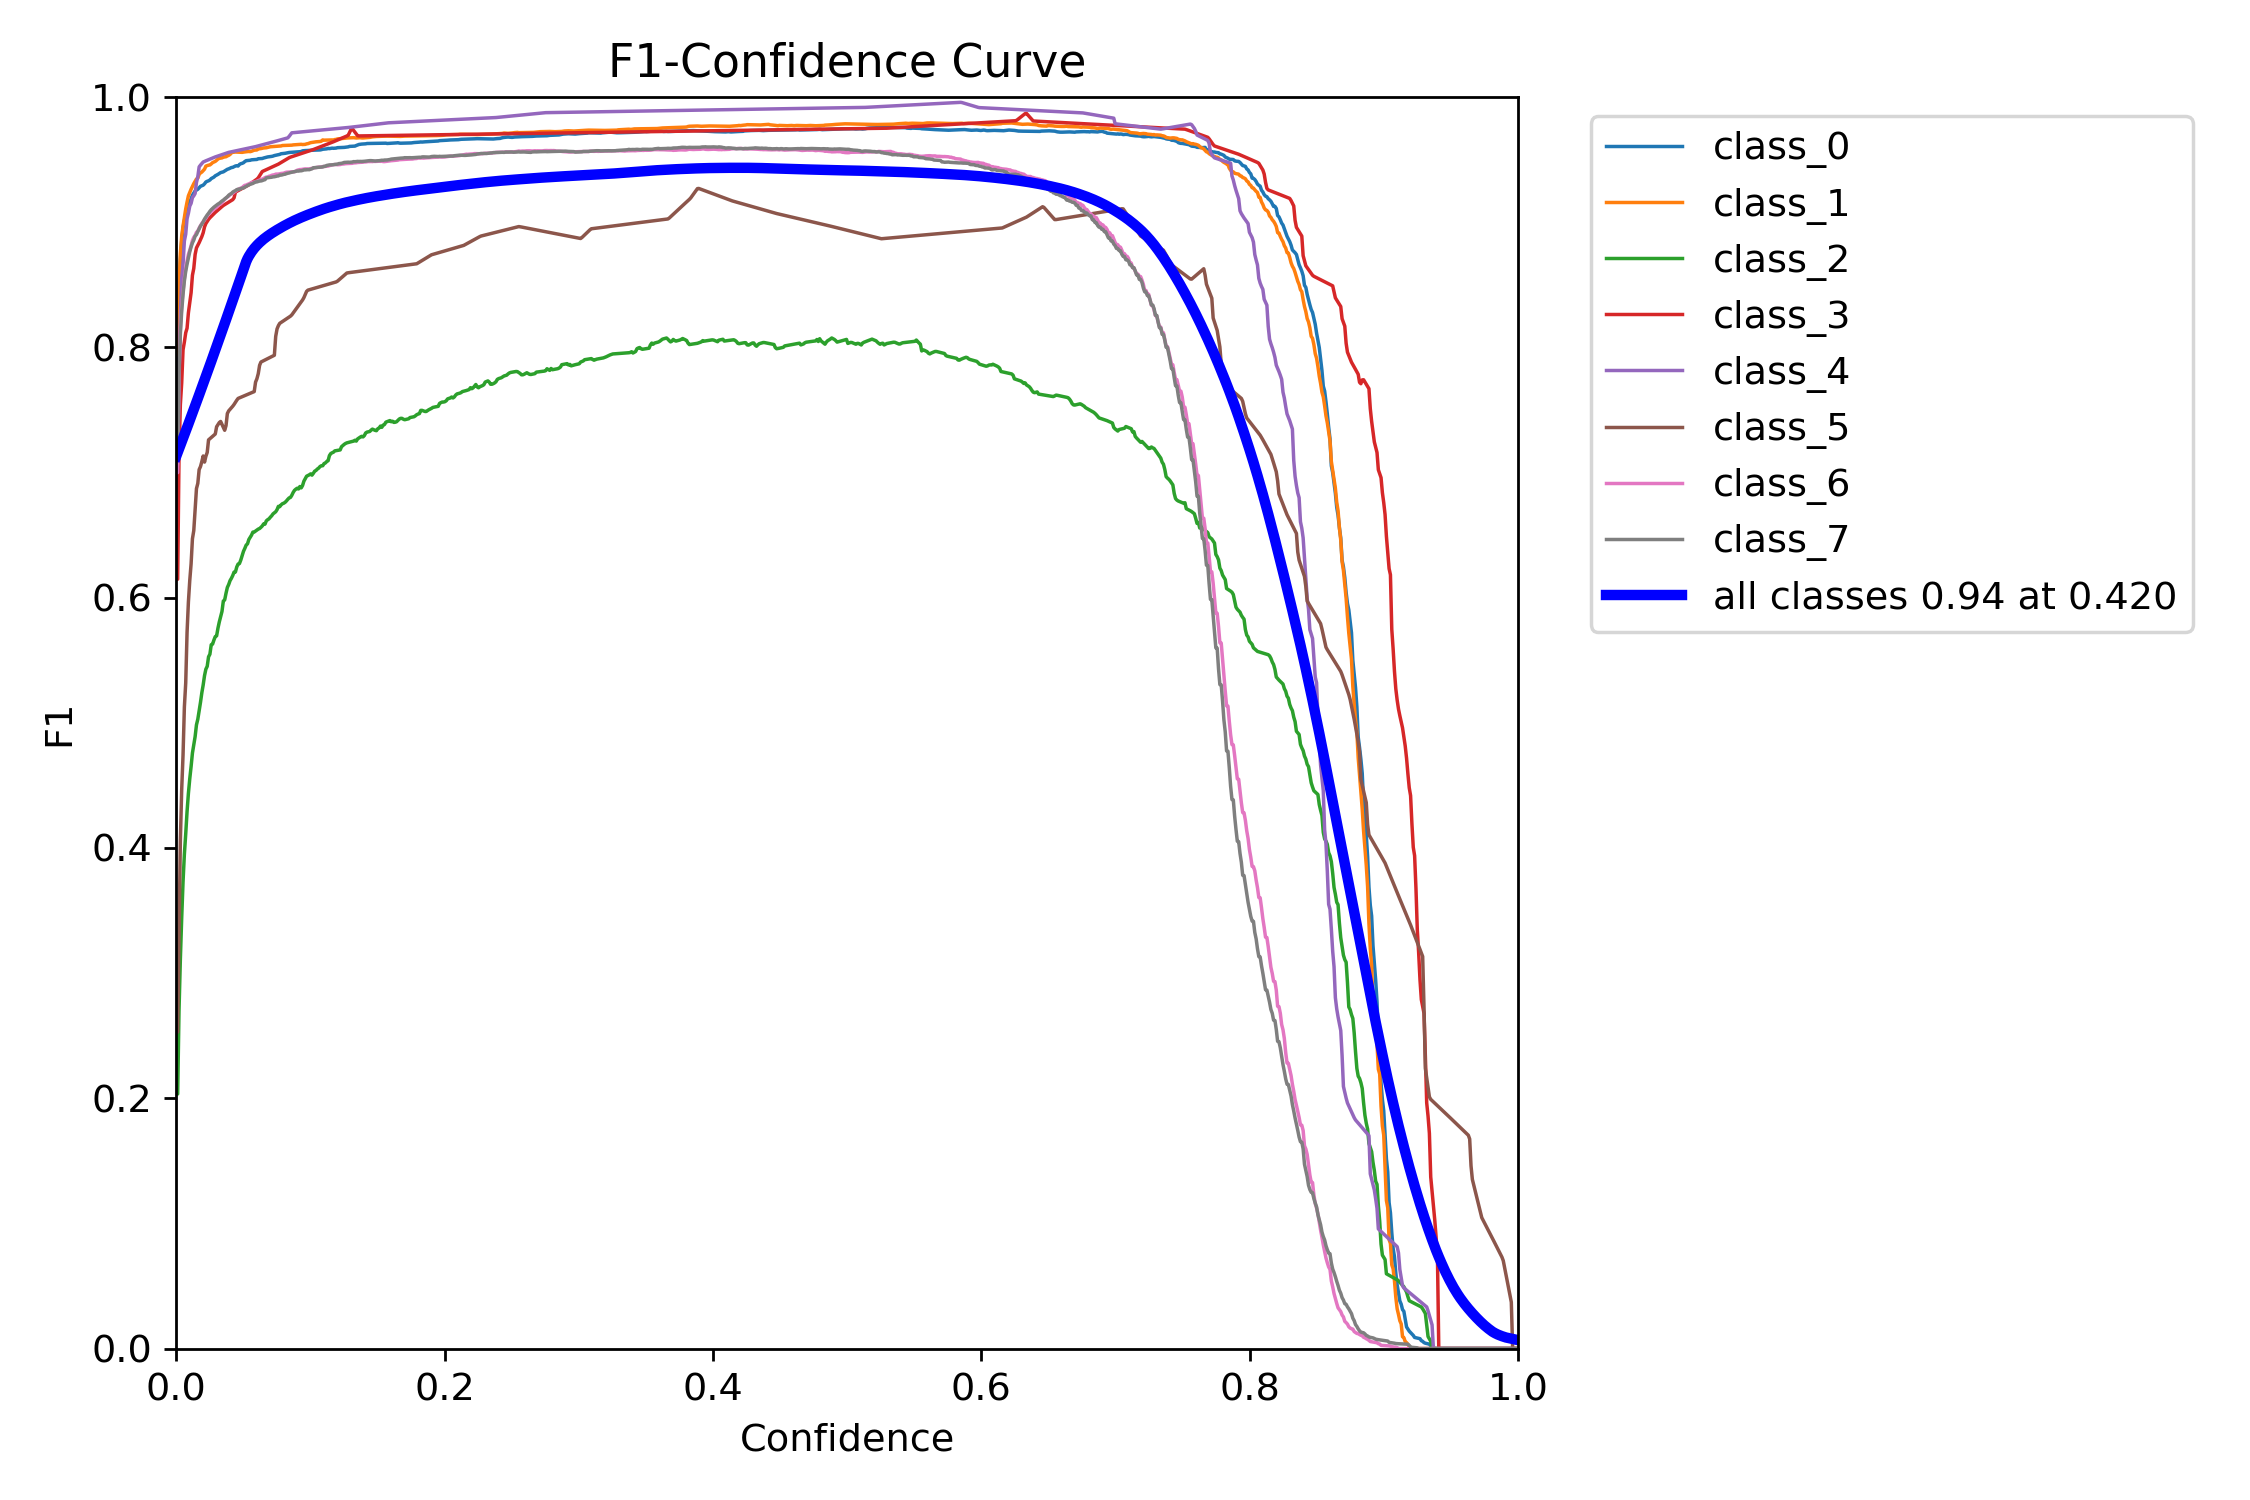 F1-Confidence Curve
1.0
0.8
0.6
0.4
0.2
0.0
F1
0.0 0.2 0.4 0.6 0.8 1.0
Confidence
class_0
class_1
class_2
class_3
class_4
class_5
class_6
class_7
all classes 0.94 at 0.420